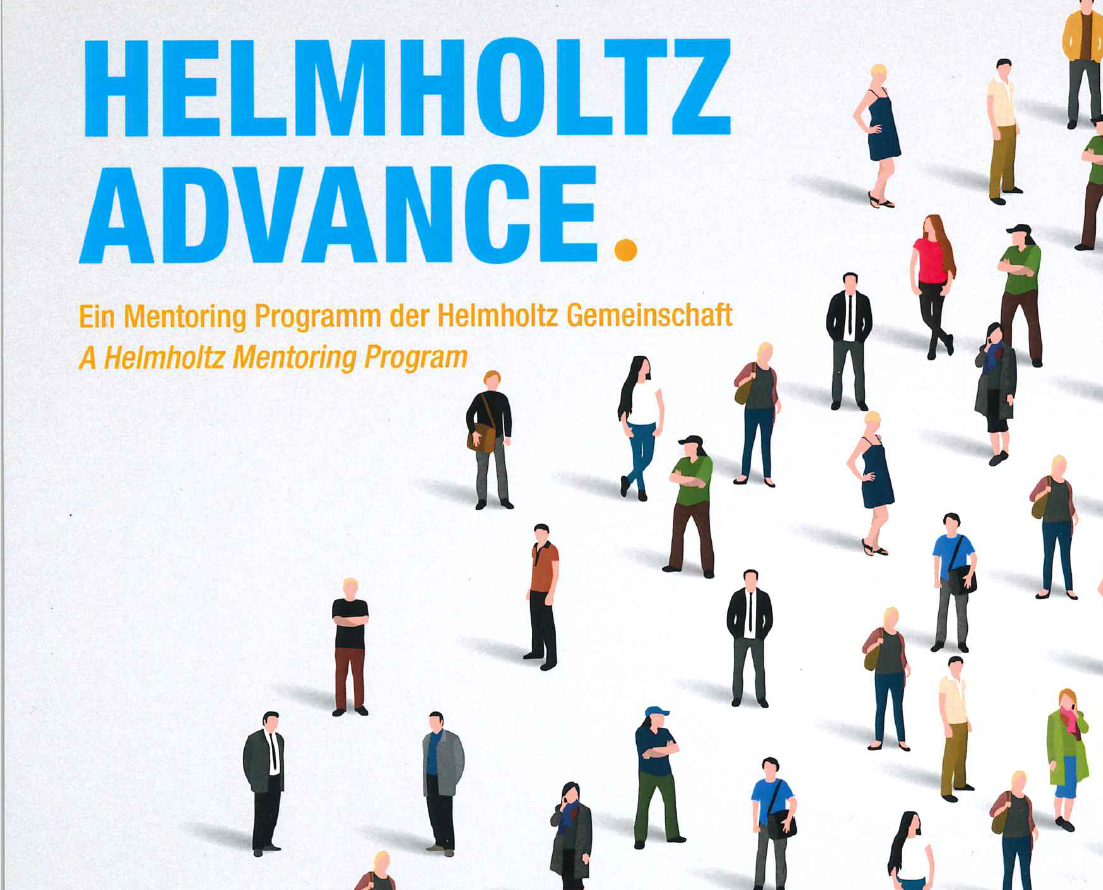 HELMHOLTZ
ADVANCE.
Ein Mentoring Programm der Helmholtz Gemeinschaft
A Helmholtz Mentoring Program